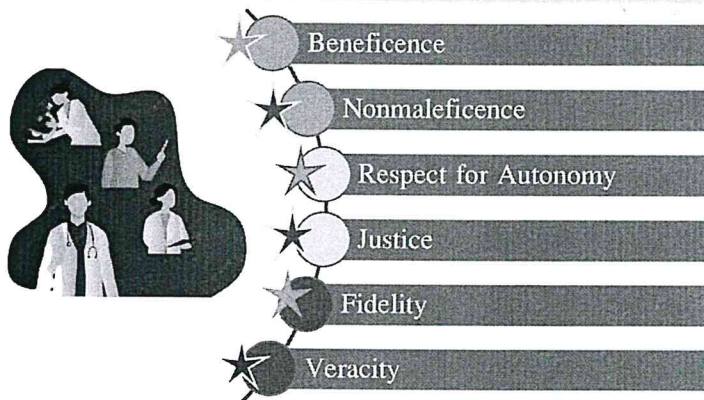 Beneficence
Nonmaleficence
Respect for Autonomy
Justice
Fidelity
Veracity